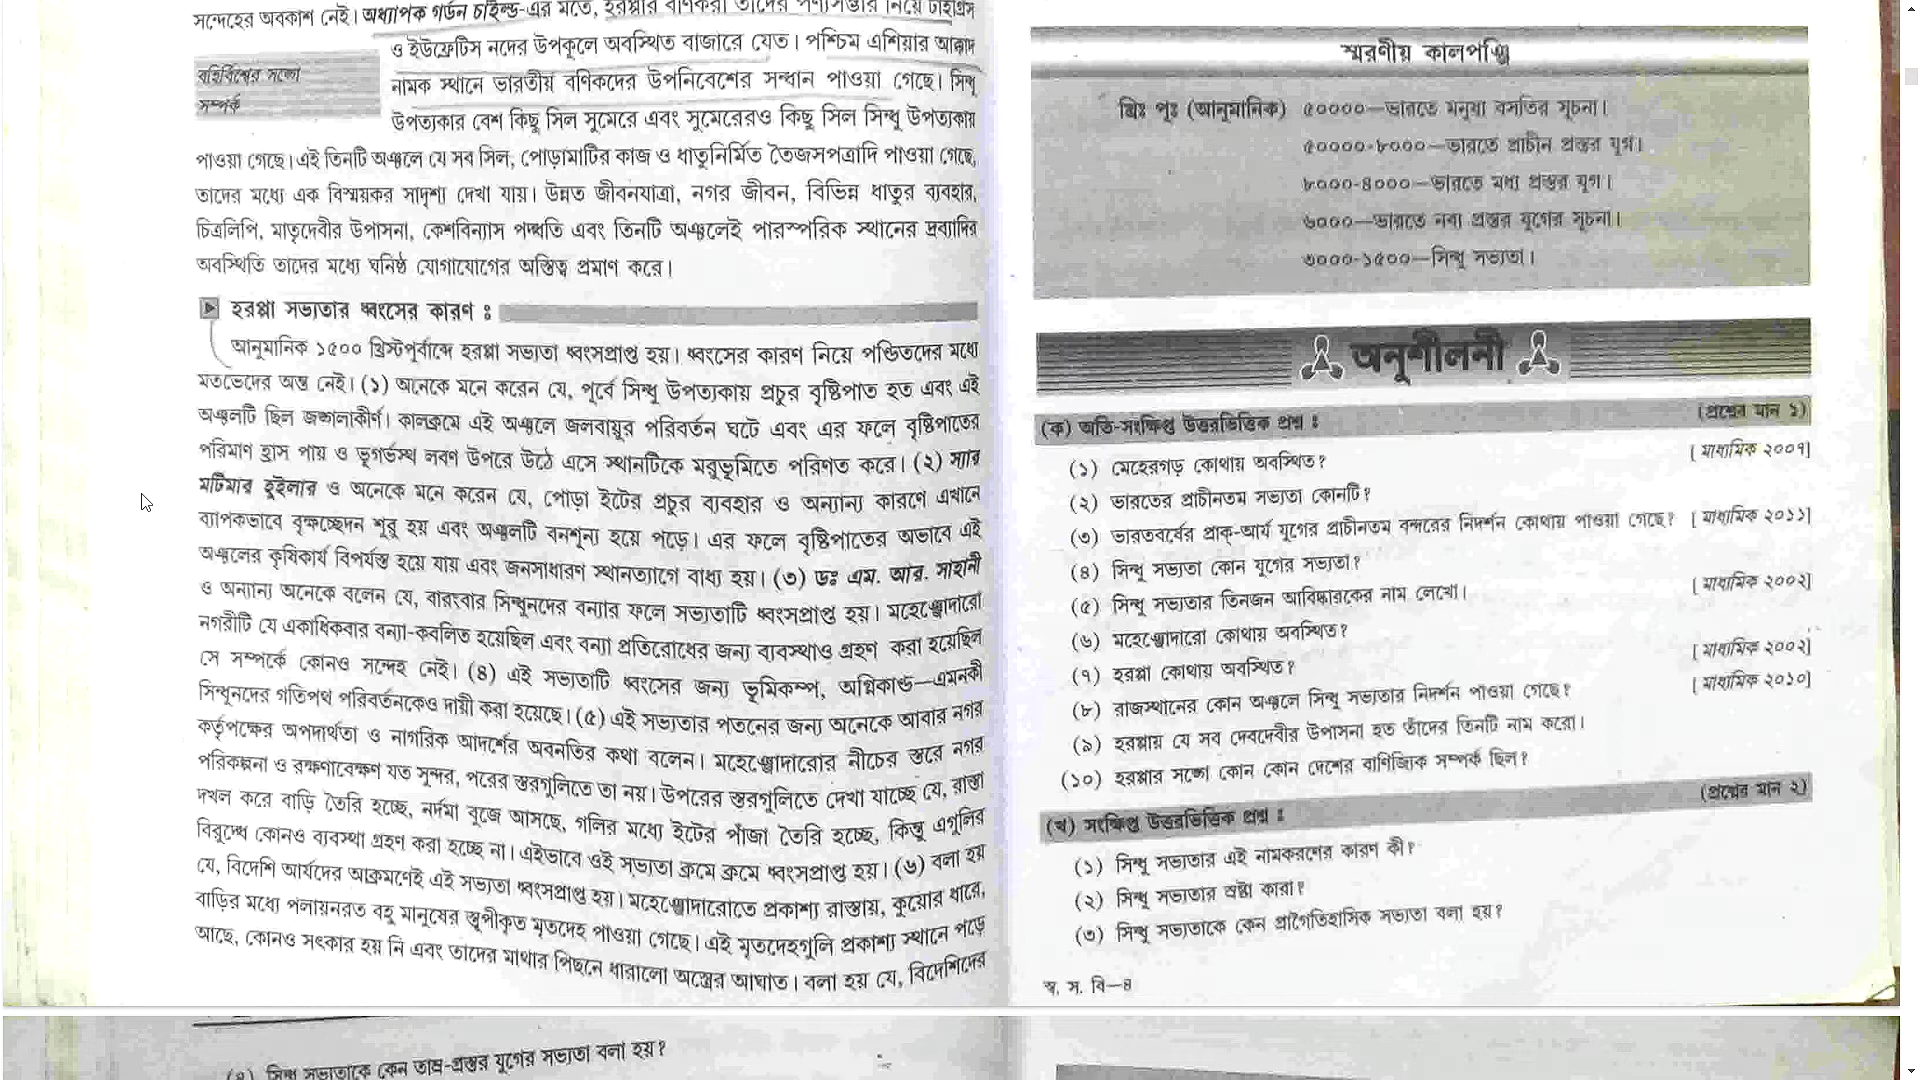 সন্দেহের অবকাশ নেই। অধ্যাপক গর্ডন চাইল্ড-এর মতে, হরপ্পার বণিকরা তাদের পণ্যসম্ভার নিয়ে টাইগ্রিস
ও ইউফ্রেটিস নদের উপকূলে অবস্থিত বাজারে যেত। পশ্চিম এশিয়ার আক্কাদ
বহির্বিশ্বের সঙ্গে
সম্পর্ক
নামক স্থানে ভারতীয় বণিকদের উপনিবেশের সন্ধান পাওয়া গেছে। সিন্ধু
উপত্যকার বেশ কিছু সিল সুমেরে এবং সুমেরেরও কিছু সিল সিন্ধু উপত্যকায়
পাওয়া গেছে। এই তিনটি অঞ্চলে যে সব সিল, পোড়ামাটির কাজ ও ধাতুনির্মিত তৈজসপত্রাদি পাওয়া গেছে,
তাদের মধ্যে এক বিস্ময়কর সাদৃশ্য দেখা যায়। উন্নত জীবনযাত্রা, নগর জীবন, বিভিন্ন ধাতুর ব্যবহার,
চিত্রলিপি, মাতৃদেবীর উপাসনা, কেশবিন্যাস পদ্ধতি এবং তিনটি অঞ্চলেই পারস্পরিক স্থানের দ্রব্যাদির
অবস্থিতি তাদের মধ্যে ঘনিষ্ঠ যোগাযোগের অস্তিত্ব প্রমাণ করে।
হরপ্পা সভ্যতার ধ্বংসের কারণ :
আনুমানিক ১৫০০ খ্রিস্টপূর্বাব্দে হরপ্পা সভ্যতা ধ্বংসপ্রাপ্ত হয়। ধ্বংসের কারণ নিয়ে পণ্ডিতদের মধ্যে
মতভেদের অন্ত নেই। (১) অনেকে মনে করেন যে, পূর্বে সিন্ধু উপত্যকায় প্রচুর বৃষ্টিপাত হত এবং এই
অঞ্চলটি ছিল জঙ্গলাকীর্ণ। কালক্রমে এই অঞ্চলে জলবায়ুর পরিবর্তন ঘটে এবং এর ফলে বৃষ্টিপাতের
পরিমাণ হ্রাস পায় ও ভূগর্ভস্থ লবণ উপরে উঠে এসে স্থানটিকে মরুভূমিতে পরিণত করে। (২) স্যার
মর্টিমার হুইলার ও অনেকে মনে করেন যে, পোড়া ইটের প্রচুর ব্যবহার ও অন্যান্য কারণে এখানে
ব্যাপকভাবে বৃক্ষচ্ছেদন শুরু হয় এবং অঞ্চলটি বনশূন্য হয়ে পড়ে। এর ফলে বৃষ্টিপাতের অভাবে এই
অঞ্চলের কৃষিকার্য বিপর্যস্ত হয়ে যায় এবং জনসাধারণ স্থানত্যাগে বাধ্য হয়। (৩) ডঃ এম. আর. সাহানী
ও অন্যান্য অনেকে বলেন যে, বারংবার সিন্ধুনদের বন্যার ফলে সভ্যতাটি ধ্বংসপ্রাপ্ত হয়। মহেঞ্জোদারো
নগরীটি যে একাধিকবার বন্যা-কবলিত হয়েছিল এবং বন্যা প্রতিরোধের জন্য ব্যবস্থাও গ্রহণ করা হয়েছিল
সে সম্পর্কে কোনও সন্দেহ নেই। (৪) এই সভ্যতাটি ধ্বংসের জন্য ভূমিকম্প, অগ্নিকাণ্ড—এমনকী
সিন্ধুনদের গতিপথ পরিবর্তনকেও দায়ী করা হয়েছে। (৫) এই সভ্যতার পতনের জন্য অনেকে আবার নগর
কর্তৃপক্ষের অপদার্থতা ও নাগরিক আদর্শের অবনতির কথা বলেন। মহেঞ্জোদারোর নীচের স্তরে নগর
পরিকল্পনা ও রক্ষণাবেক্ষণ যত সুন্দর, পরের স্তরগুলিতে তা নয়। উপরের স্তরগুলিতে দেখা যাচ্ছে যে, রাস্তা
দখল করে বাড়ি তৈরি হচ্ছে, নর্দমা বুজে আসছে, গলির মধ্যে ইটের পাঁজা তৈরি হচ্ছে, কিন্তু এগুলির
বিরুদ্ধে কোনও ব্যবস্থা গ্রহণ করা হচ্ছে না। এইভাবে ওই সভ্যতা ক্রমে ক্রমে ধ্বংসপ্রাপ্ত হয়। (৬) বলা হয়
যে, বিদেশি আর্যদের আক্রমণেই এই সভ্যতা ধ্বংসপ্রাপ্ত হয়। মহেঞ্জোদারোতে প্রকাশ্য রাস্তায়, কুয়োর ধারে,
বাড়ির মধ্যে পলায়নরত বহু মানুষের স্তূপীকৃত মৃতদেহ পাওয়া গেছে। এই মৃতদেহগুলি প্রকাশ্য স্থানে পড়ে
আছে, কোনও সৎকার হয় নি এবং তাদের মাথার পিছনে ধারালো অস্ত্রের আঘাত। বলা হয় যে, বিদেশিদের
স্মরণীয় কালপঞ্জি
খ্রিঃ পূঃ (আনুমানিক) ৫০০০০—ভারতে মনুষ্য বসতির সূচনা।
৫০০০০-৮০০০—ভারতে প্রাচীন প্রস্তর যুগ।
৮০০০-৪০০০—ভারতে মধ্য প্রস্তর যুগ।
৬০০০—ভারতে নব্য প্রস্তর যুগের সূচনা।
৩০০০-১৫০০—সিন্ধু সভ্যতা।
অনুশীলনী
(ক) অতি-সংক্ষিপ্ত উত্তরভিত্তিক প্রশ্ন : (প্রশ্নের মান ১)
(১) মেহেরগড় কোথায় অবস্থিত? [ মাধ্যমিক ২০০৭]
(২) ভারতের প্রাচীনতম সভ্যতা কোনটি?
(৩) ভারতবর্ষের প্রাক্-আর্য যুগের প্রাচীনতম বন্দরের নিদর্শন কোথায় পাওয়া গেছে? [ মাধ্যমিক ২০১১]
(৪) সিন্ধু সভ্যতা কোন যুগের সভ্যতা?
(৫) সিন্ধু সভ্যতার তিনজন আবিষ্কারকের নাম লেখো। [ মাধ্যমিক ২০০২]
(৬) মহেঞ্জোদারো কোথায় অবস্থিত?
(৭) হরপ্পা কোথায় অবস্থিত? [ মাধ্যমিক ২০০২]
(৮) রাজস্থানের কোন অঞ্চলে সিন্ধু সভ্যতার নিদর্শন পাওয়া গেছে? [ মাধ্যমিক ২০১০]
(৯) হরপ্পায় যে সব দেবদেবীর উপাসনা হত তাঁদের তিনটি নাম করো।
(১০) হরপ্পার সঙ্গে কোন কোন দেশের বাণিজ্যিক সম্পর্ক ছিল?
(খ) সংক্ষিপ্ত উত্তরভিত্তিক প্রশ্ন : (প্রশ্নের মান ২)
(১) সিন্ধু সভ্যতার এই নামকরণের কারণ কী?
(২) সিন্ধু সভ্যতার স্রষ্টা কারা?
(৩) সিন্ধু সভ্যতাকে কেন প্রাগৈতিহাসিক সভ্যতা বলা হয়?
স্ব. স. বি—৪
(৪) সিন্ধু সভ্যতাকে কেন তাম্র-প্রস্তর যুগের সভ্যতা বলা হয়?